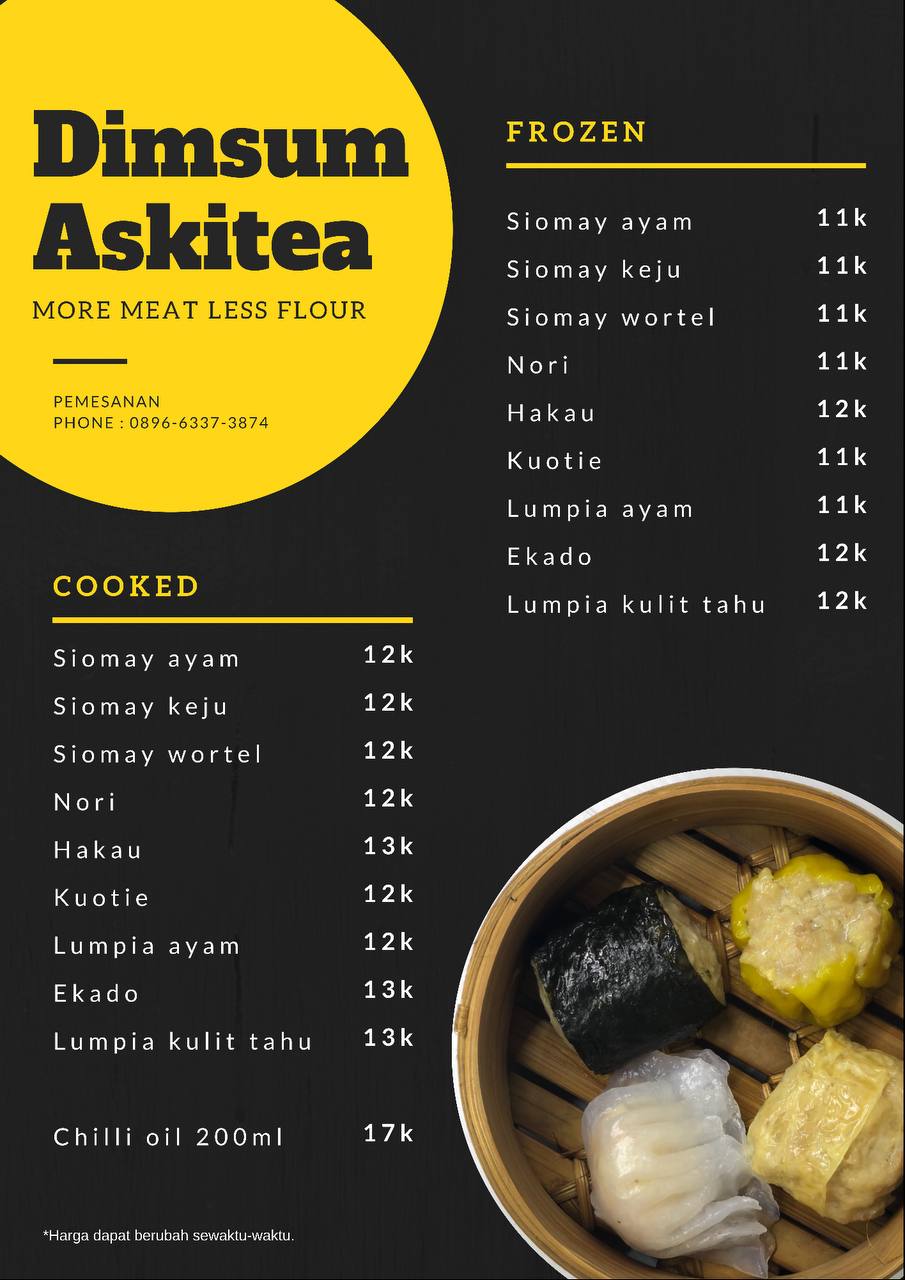 Dimsum
Askitea
MORE MEAT LESS FLOUR
PEMESANAN
PHONE : 0896-6337-3874
COOKED
Siomay ayam 12k
Siomay keju 12k
Siomay wortel 12k
Nori 12k
Hakau 13k
Kuotie 12k
Lumpia ayam 12k
Ekado 13k
Lumpia kulit tahu 13k
Chilli oil 200ml 17k
*Harga dapat berubah sewaktu-waktu.
FROZEN
Siomay ayam 11k
Siomay keju 11k
Siomay wortel 11k
Nori 11k
Hakau 12k
Kuotie 11k
Lumpia ayam 11k
Ekado 12k
Lumpia kulit tahu 12k